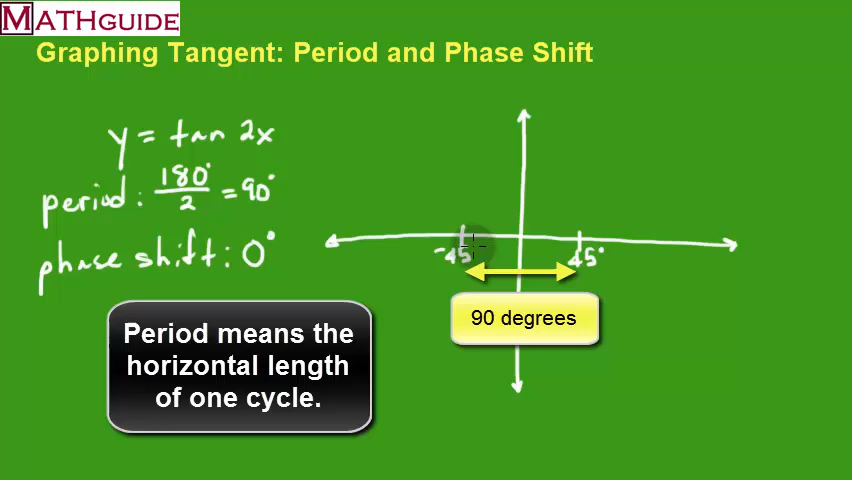 MATHGUIDE
Graphing Tangent: Period and Phase Shift
y = tan 2x
period: 180°/2 = 90°
phase shift: 0°
-45
45°
90 degrees
Period means the
horizontal length
of one cycle.